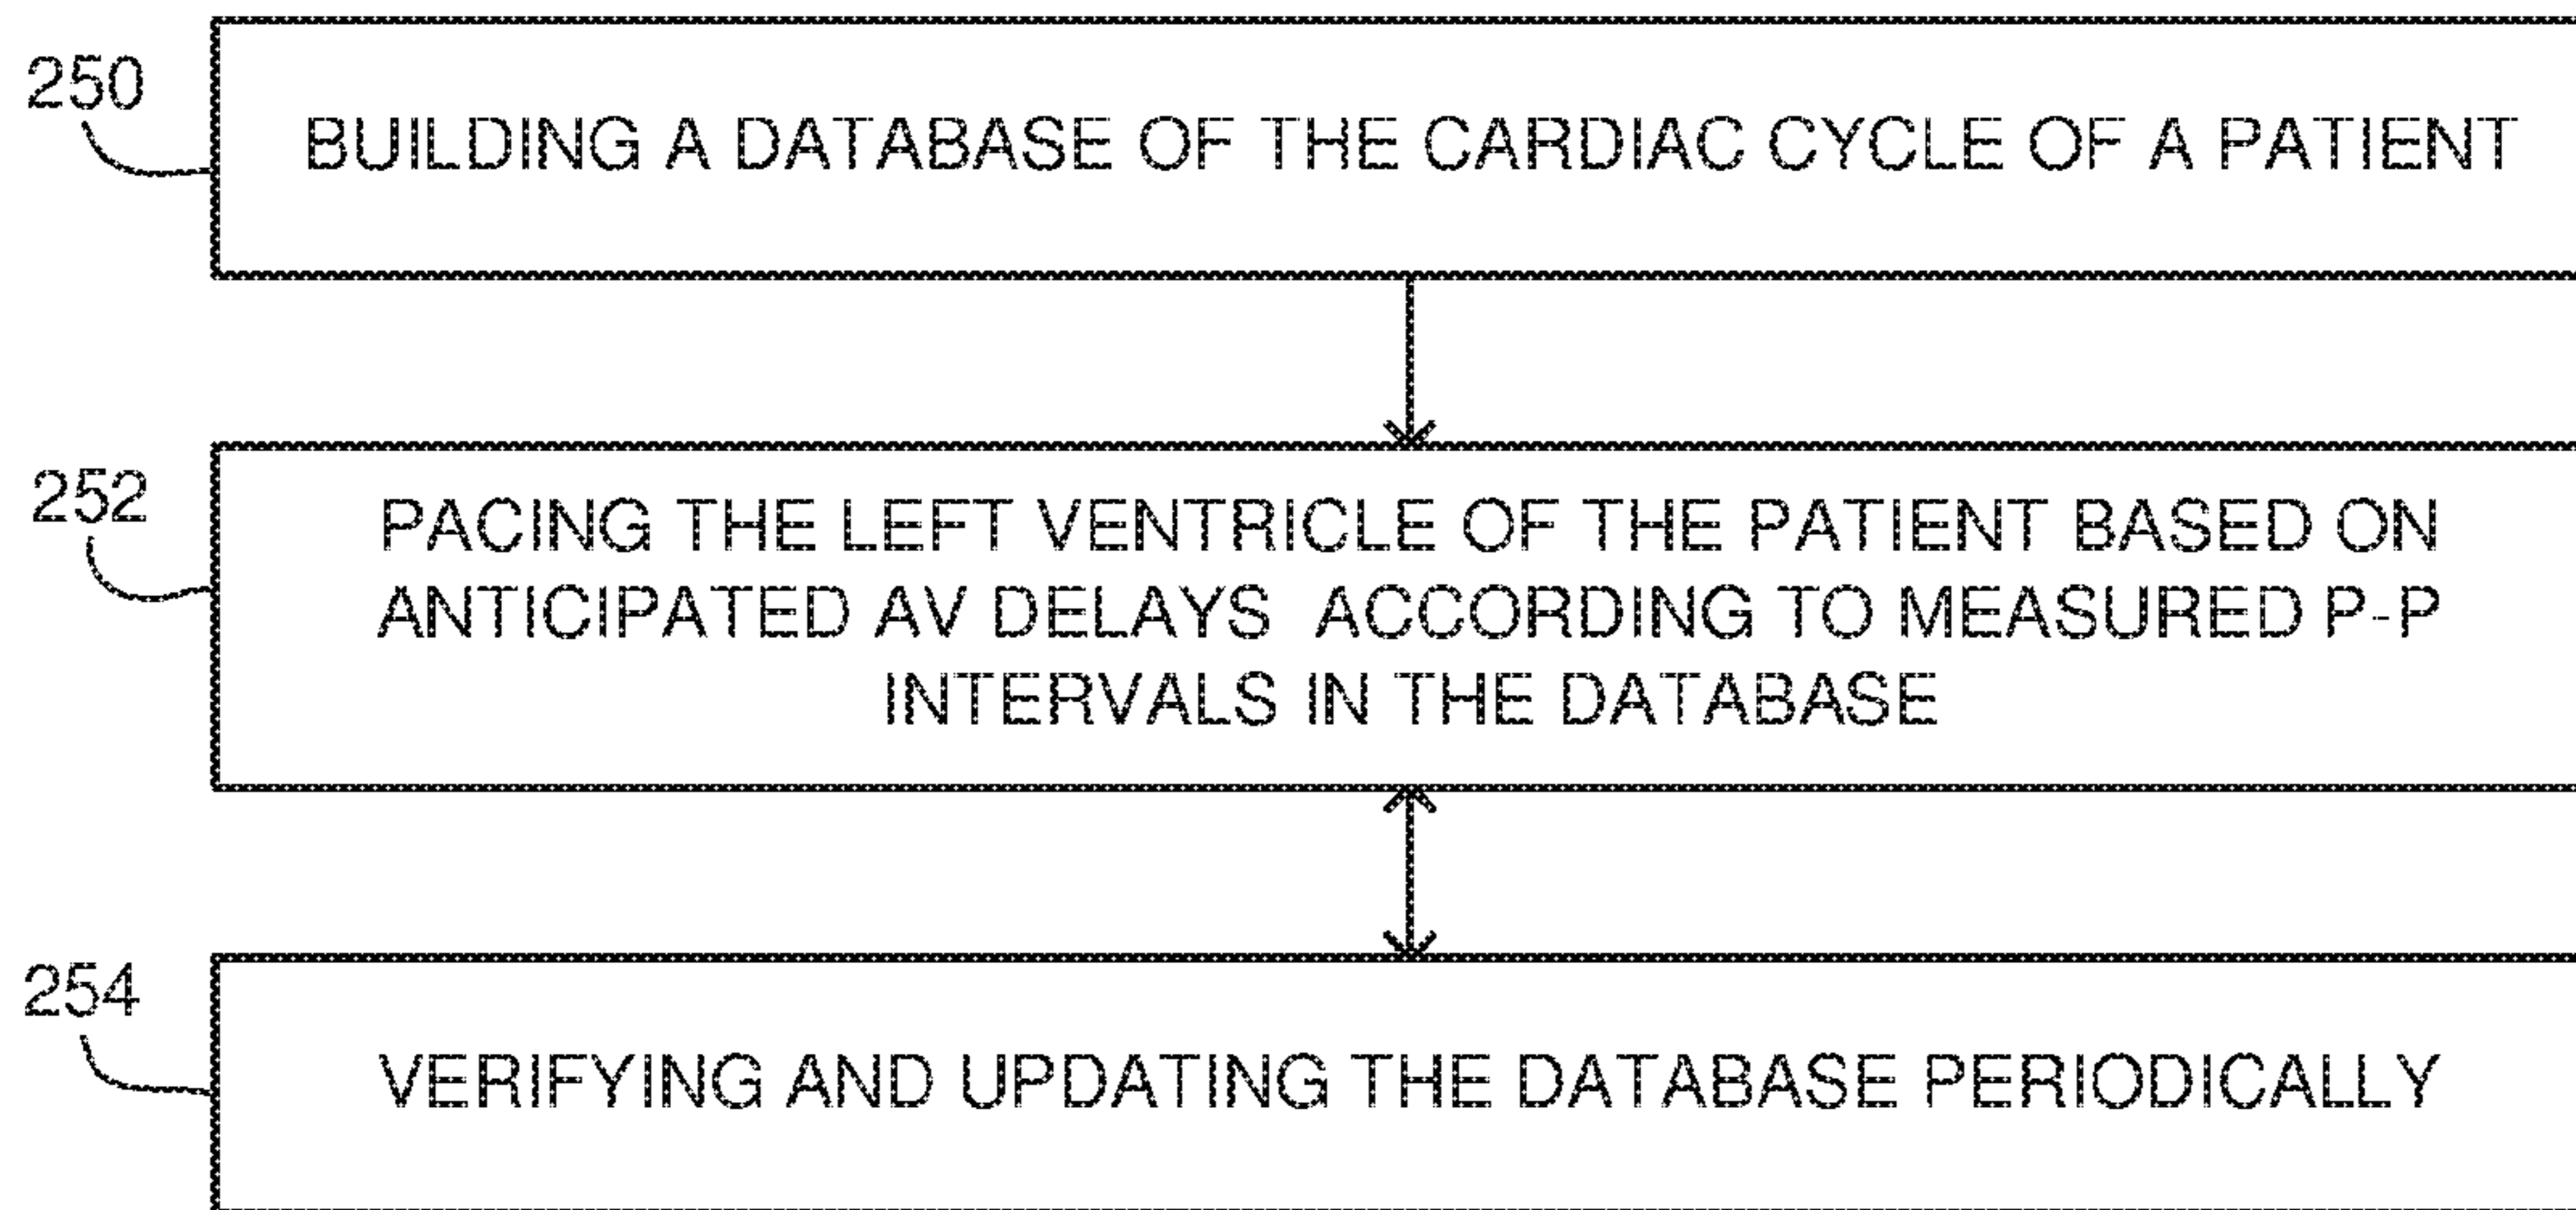 250
BUILDING A DATABASE OF THE CARDIAC CYCLE OF A PATIENT
252
PACING THE LEFT VENTRICLE OF THE PATIENT BASED ON
ANTICIPATED AV DELAYS ACCORDING TO MEASURED P-P
INTERVALS IN THE DATABASE
254
VERIFYING AND UPDATING THE DATABASE PERIODICALLY